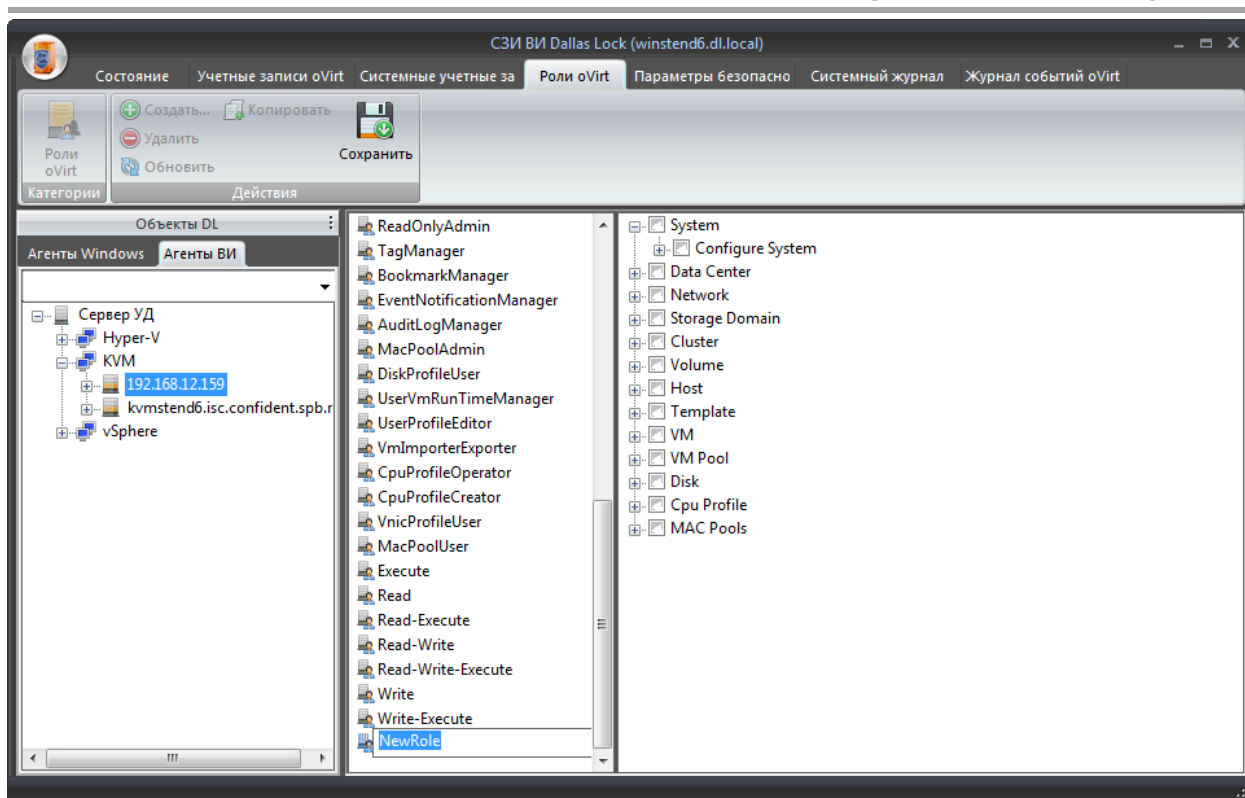 СЗИ ВИ Dallas Lock (winstend6.dl.local)
Состояние Учетные записи oVirt Системные учетные за Роли oVirt Параметры безопасно Системный журнал Журнал событий oVirt
Роли oVirt
Создать... Копировать
Удалить
Обновить
Сохранить
Категории Действия
Объекты DL
Агенты Windows Агенты ВИ
Сервер УД
Hyper-V
KVM
192.168.12.159
kvmstend6.isc.confident.spb.r
vSphere
ReadOnlyAdmin
TagManager
BookmarkManager
EventNotificationManager
AuditLogManager
MacPoolAdmin
DiskProfileUser
UserVmRunTimeManager
UserProfileEditor
VmImporterExporter
CpuProfileOperator
CpuProfileCreator
VnicProfileUser
MacPoolUser
Execute
Read
Read-Execute
Read-Write
Read-Write-Execute
Write
Write-Execute
NewRole
System
Configure System
Data Center
Network
Storage Domain
Cluster
Volume
Host
Template
VM
VM Pool
Disk
Cpu Profile
MAC Pools